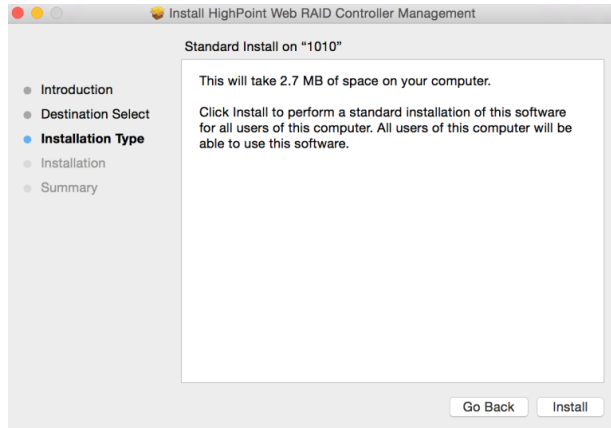 Install HighPoint Web RAID Controller Management
Standard Install on “1010”
Introduction
Destination Select
Installation Type
Installation
Summary
This will take 2.7 MB of space on your computer.
Click Install to perform a standard installation of this software
for all users of this computer. All users of this computer will be
able to use this software.
Go Back
Install